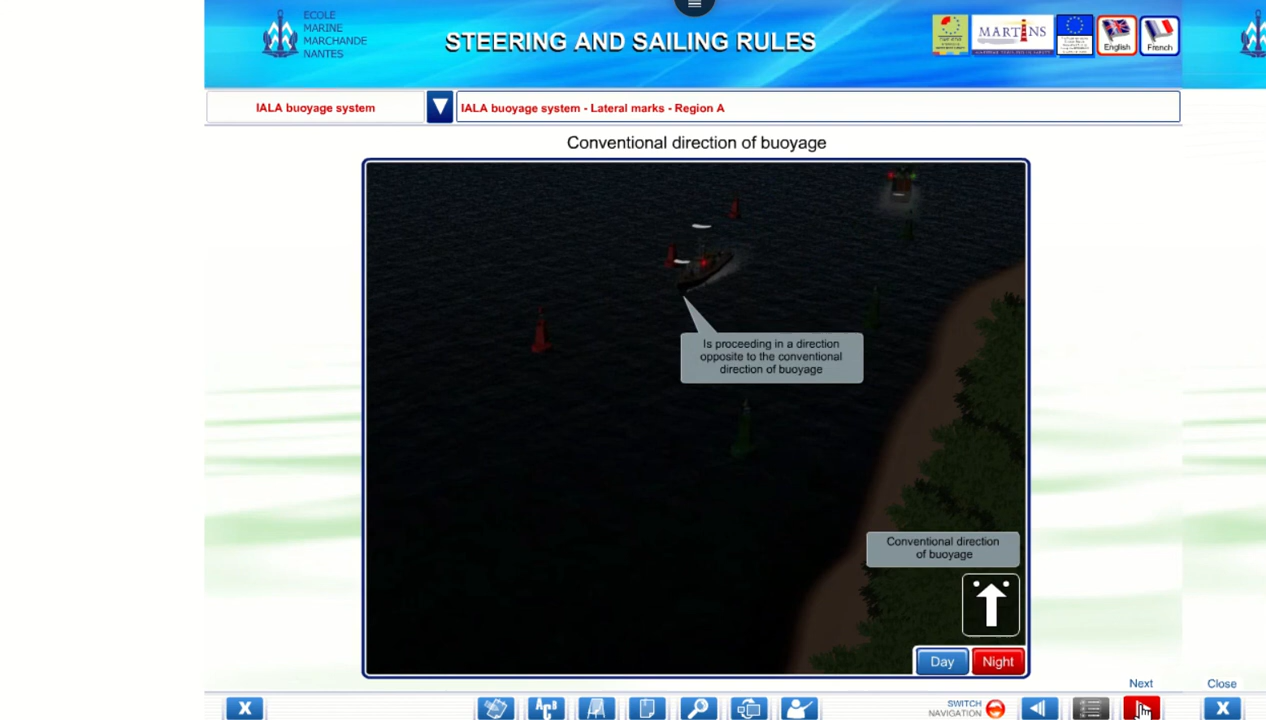 ECOLE
MARINE
MARCHANDE
NANTES
STEERING AND SAILING RULES
MARTINS
English
French
IALA buoyage system
IALA buoyage system - Lateral marks - Region A
Conventional direction of buoyage
Is proceeding in a direction
opposite to the conventional
direction of buoyage
Conventional direction
of buoyage
Day
Night
Next
Close
X
SWITCH
NAVIGATION
X